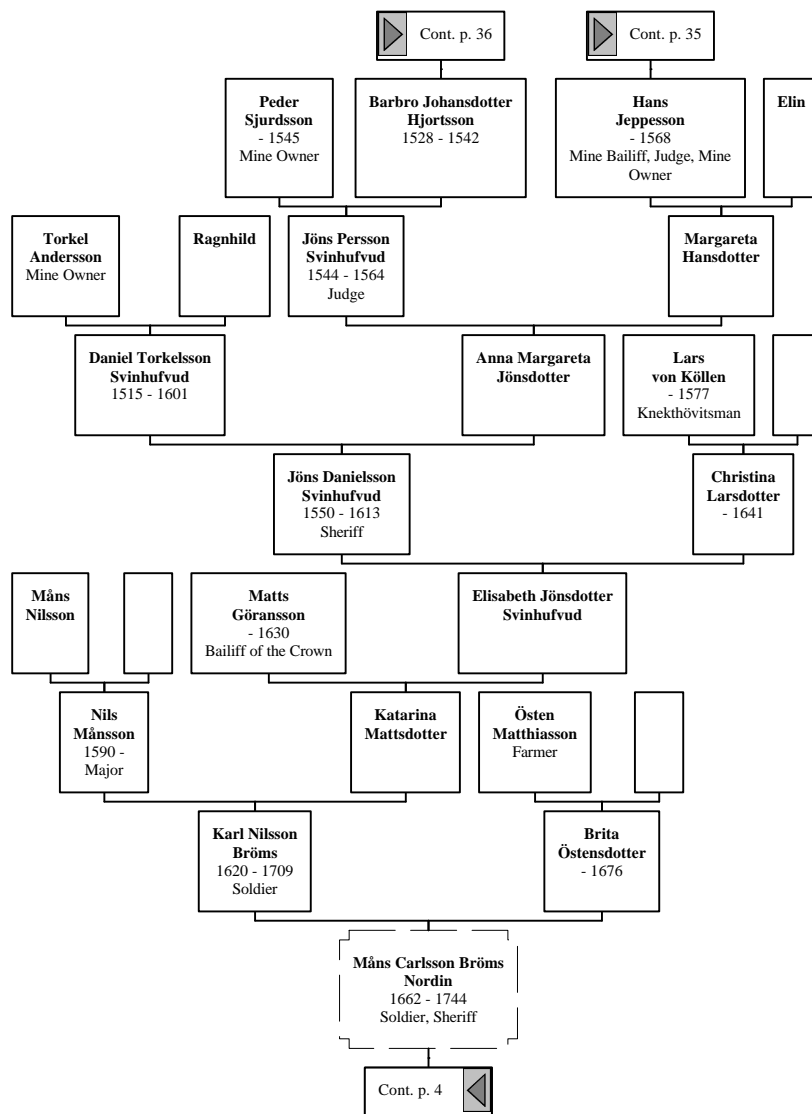 Cont. p. 36
Cont. p. 35
Peder
Sjurdsson
- 1545
Mine Owner
Barbro Johansdotter
Hjortsson
1528 - 1542
Hans
Jeppesson
- 1568
Mine Bailiff, Judge, Mine
Owner
Elin
Torkel
Andersson
Mine Owner
Ragnhild
Jöns Persson
Svinhufvud
1544 - 1564
Judge
Margareta
Hansdotter
Daniel Torkelsson
Svinhufvud
1515 - 1601
Anna Margareta
Jönsdotter
Lars
von Köllen
- 1577
Knekthövitsman
Jöns Danielsson
Svinhufvud
1550 - 1613
Sheriff
Christina
Larsdotter
- 1641
Måns
Nilsson
Matts
Göransson
- 1630
Bailiff of the Crown
Elisabeth Jönsdotter
Svinhufvud
Nils
Månsson
1590 -
Major
Katarina
Mattsdotter
Östen
Matthiasson
Farmer
Karl Nilsson
Bröms
1620 - 1709
Soldier
Brita
Östensdotter
- 1676
Måns Carlsson Bröms
Nordin
1662 - 1744
Soldier, Sheriff
Cont. p. 4